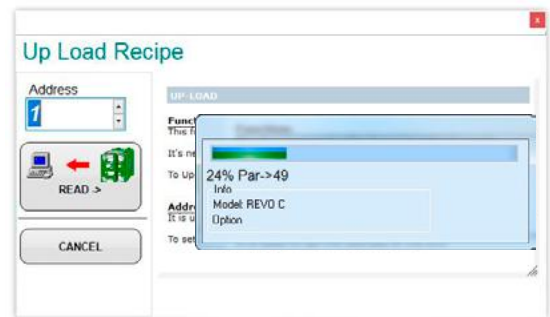 x
Up Load Recipe
Address
1
READ ->
CANCEL
UP-LOAD
Funct
This f
It's ne
To Up
Addre
It is u
To set
24% Par->49
Info
Model: REVO C
Option